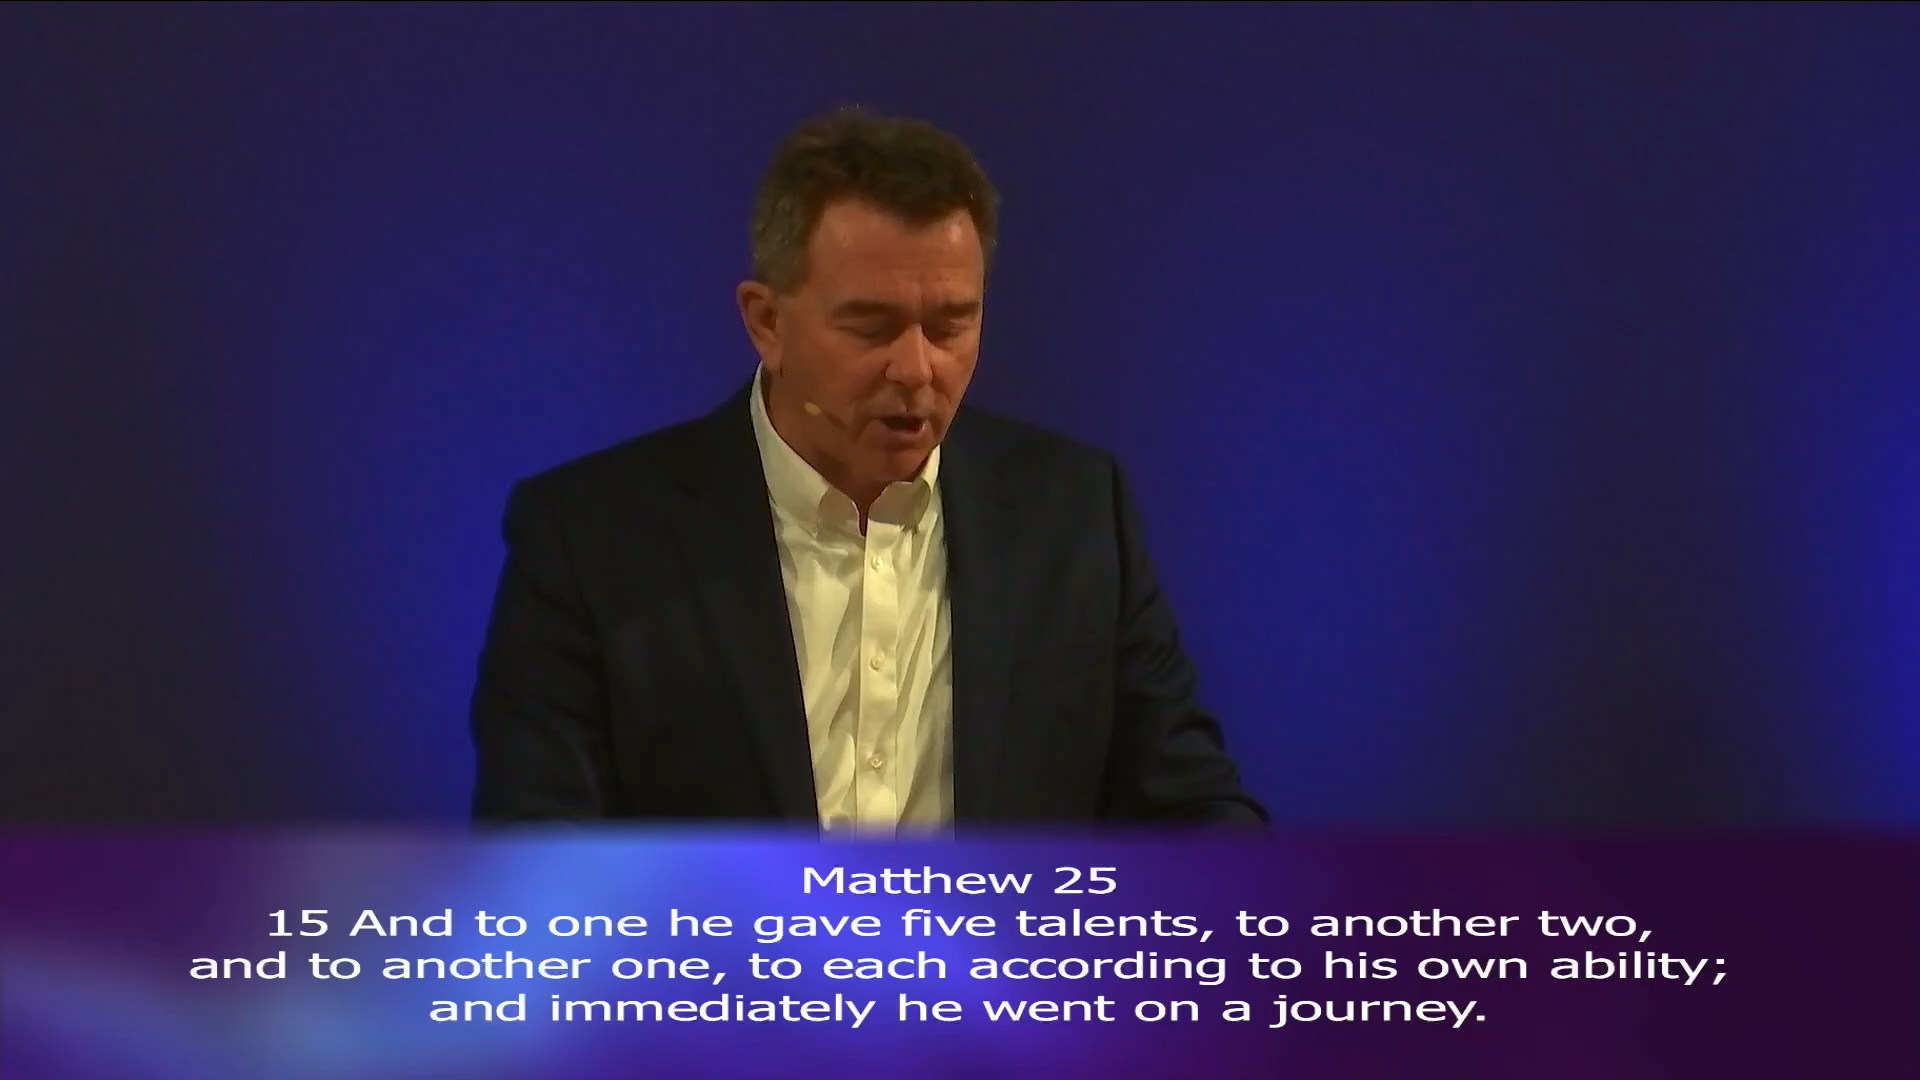 Matthew 25
15 And to one he gave five talents, to another two,
and to another one, to each according to his own ability;
and immediately he went on a journey.